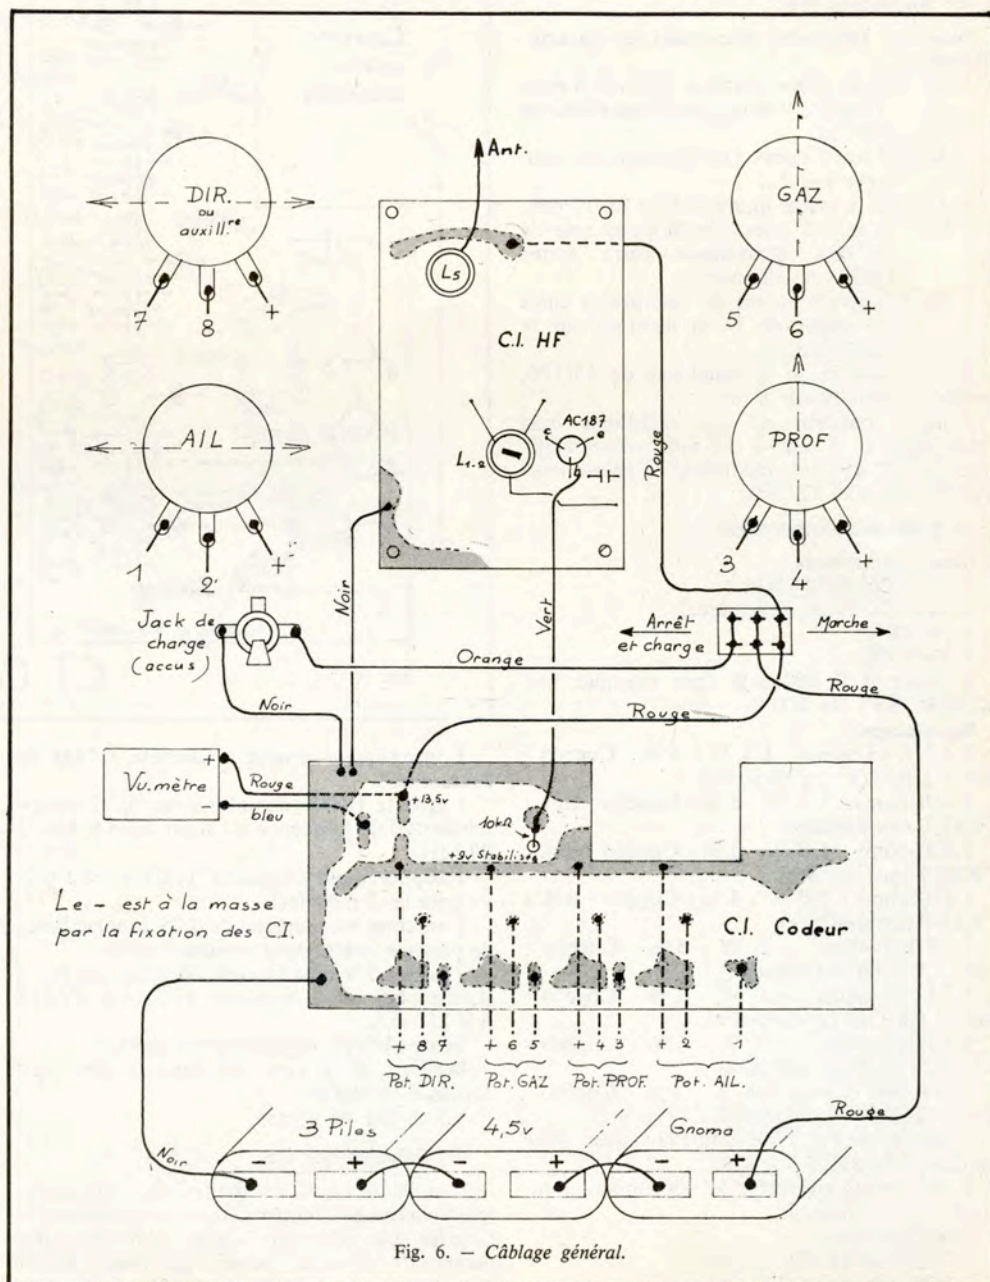 Ant.
DIR.
ou
auxill.re
GAZ
L5
7
8
+
5
6
+
C.I. HF
AIL
AC187
c
e
b
L1-2
PROF
Rouge
1
2
+
3
4
+
Noir
Vert
Jack de
charge
(accus)
Arrêt
et charge
Marche
Orange
Noir
Rouge
Rouge
Vu.mètre
+
Rouge
bleu
+13,5v
10kΩ
+9v Stabilisée
Le - est à la masse
par la fixation des C.I.
C.I. Codeur
+ 8 7 + 6 5 + 4 3 + 2 1
Pot. DIR. Pot. GAZ Pot. PROF. Pot. AIL.
Rouge
3 Piles 4,5v Gnoma
Noir
- + - + - +
Fig. 6. — Câblage général.